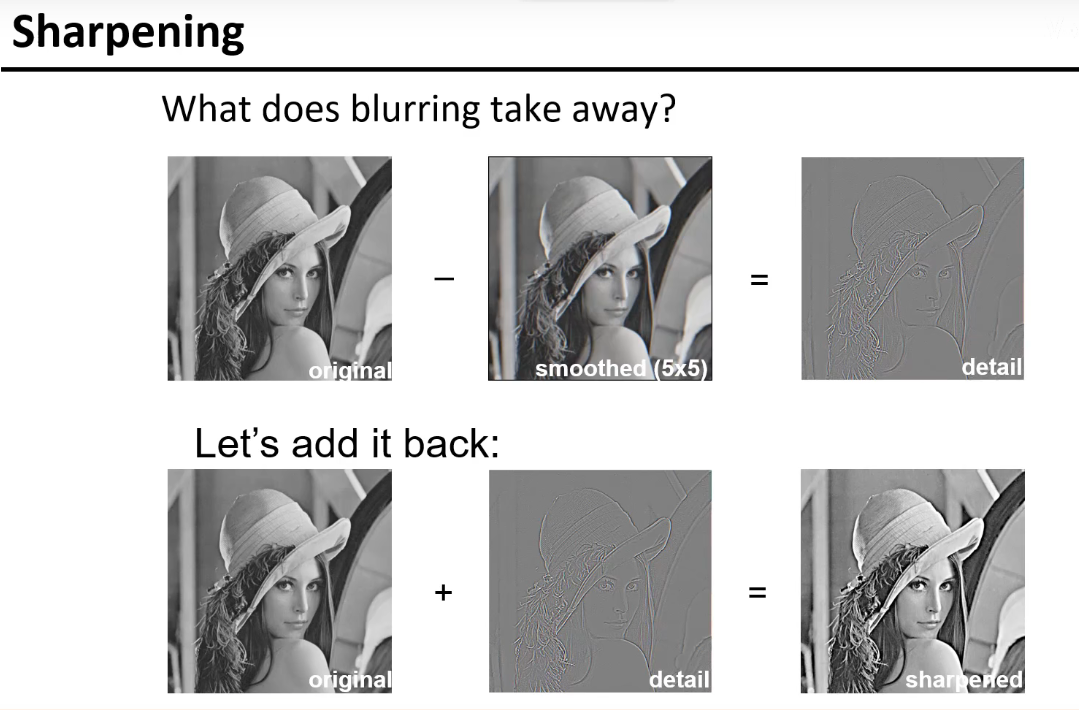 Sharpening
What does blurring take away?
original
−
smoothed (5x5)
=
detail
Let’s add it back:
original
+
detail
=
sharpened